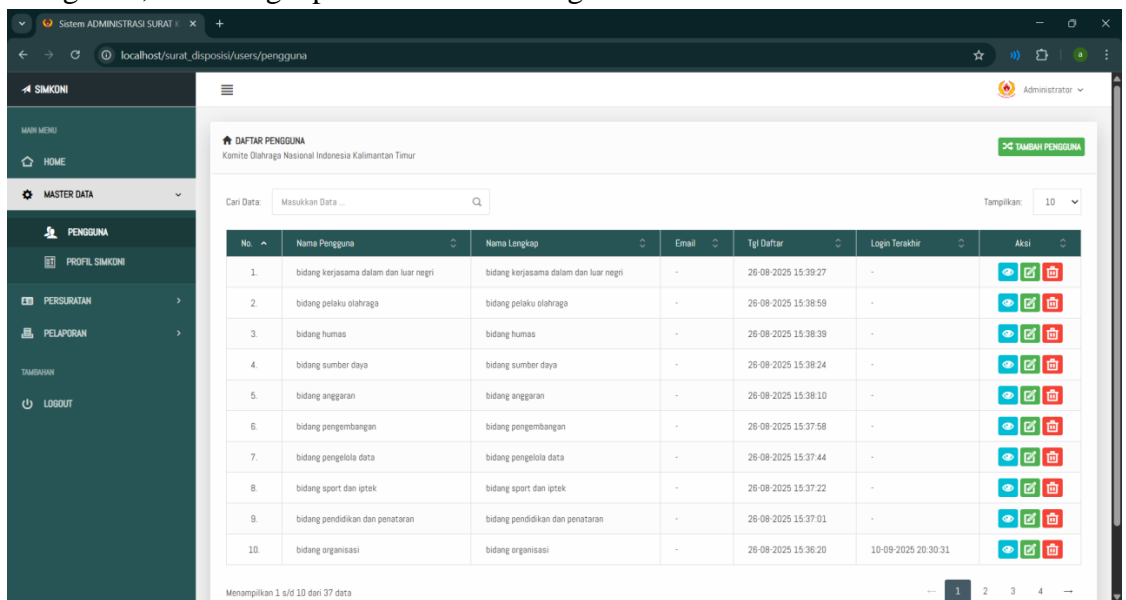 Sistem ADMINISTRASI SURAT K
localhost/surat_disposisi/users/pengguna
a
SIMKONI
Administrator
MAIN MENU
HOME
MASTER DATA
PENGGUNA
PROFIL SIMKONI
PERSURATAN
PELAPORAN
TAMBAHAN
LOGOUT
DAFTAR PENGGUNA
Komite Olahraga Nasional Indonesia Kalimantan Timur
TAMBAH PENGGUNA
Cari Data: Masukkan Data ... Tampilkan: 10
No. Nama Pengguna Nama Lengkap Email Tgl Daftar Login Terakhir Aksi
1. bidang kerjasama dalam dan luar negri bidang kerjasama dalam dan luar negri - 26-08-2025 15:39:27 -
2. bidang pelaku olahraga bidang pelaku olahraga - 26-08-2025 15:38:59 -
3. bidang humas bidang humas - 26-08-2025 15:38:39 -
4. bidang sumber daya bidang sumber daya - 26-08-2025 15:38:24 -
5. bidang anggaran bidang anggaran - 26-08-2025 15:38:10 -
6. bidang pengembangan bidang pengembangan - 26-08-2025 15:37:58 -
7. bidang pengelola data bidang pengelola data - 26-08-2025 15:37:44 -
8. bidang sport dan iptek bidang sport dan iptek - 26-08-2025 15:37:22 -
9. bidang pendidikan dan penataran bidang pendidikan dan penataran - 26-08-2025 15:37:01 -
10. bidang organisasi bidang organisasi - 26-08-2025 15:36:20 10-09-2025 20:30:31
Menampilkan 1 s/d 10 dari 37 data
← 1 2 3 4 →